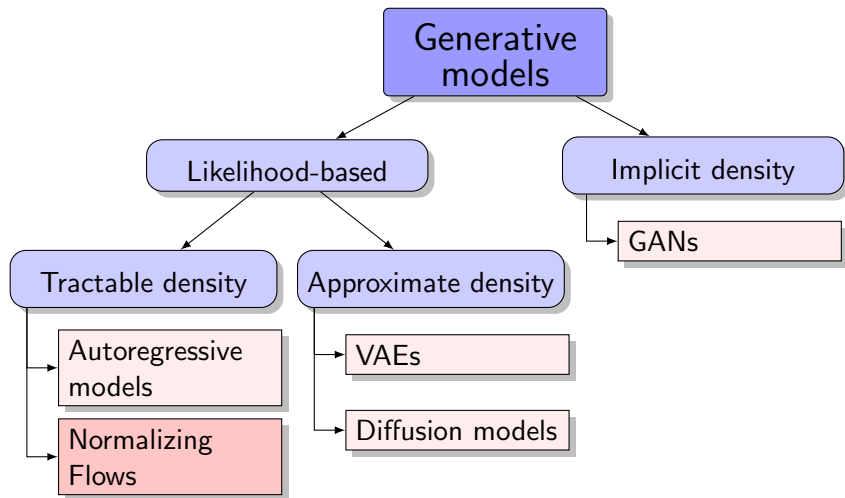 Generative
models
Likelihood-based
Implicit density
GANs
Tractable density
Approximate density
Autoregressive
models
VAEs
Diffusion models
Normalizing
Flows